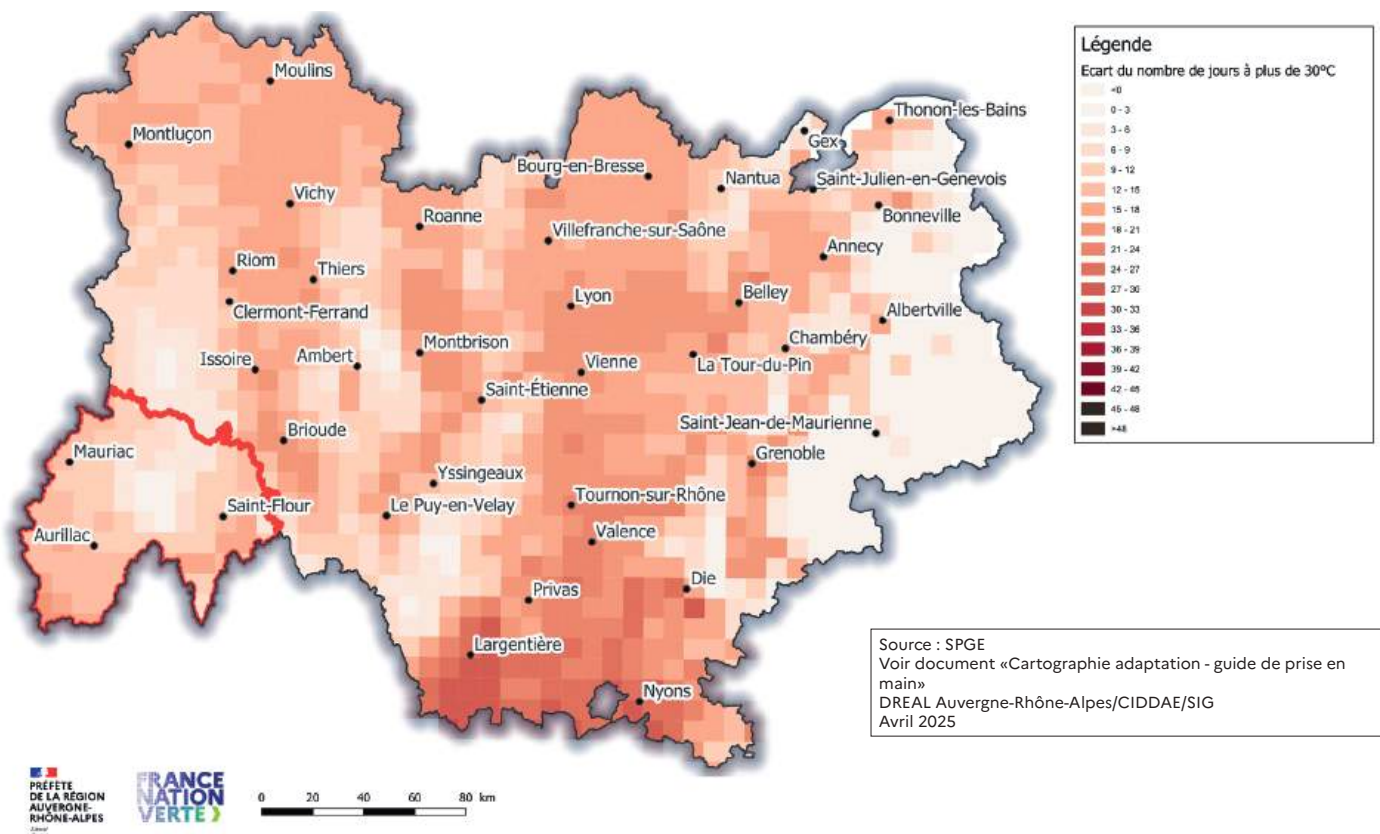 Légende
Ecart du nombre de jours à plus de 30°C
<0
0 - 3
3 - 6
6 - 9
9 - 12
12 - 15
15 - 18
18 - 21
21 - 24
24 - 27
27 - 30
30 - 33
33 - 36
36 - 39
39 - 42
42 - 45
45 - 48
>48
Moulins
Montluçon
Thonon-les-Bains
Gex
Bourg-en-Bresse
Nantua
Saint-Julien-en-Genevois
Vichy
Roanne
Bonneville
Villefranche-sur-Saône
Annecy
Riom
Thiers
Lyon
Belley
Clermont-Ferrand
Albertville
Montbrison
Chambéry
Issoire
Ambert
Vienne
La Tour-du-Pin
Saint-Étienne
Saint-Jean-de-Maurienne
Brioude
Mauriac
Grenoble
Yssingeaux
Saint-Flour
Le Puy-en-Velay
Tournon-sur-Rhône
Aurillac
Valence
Die
Privas
Largentière
Nyons
Source : SPGE
Voir document «Cartographie adaptation - guide de prise en
main»
DREAL Auvergne-Rhône-Alpes/CIDDAE/SIG
Avril 2025
PRÉFÈTE
DE LA RÉGION
AUVERGNE-
RHÔNE-ALPES
FRANCE
NATION
VERTE
0 20 40 60 80 km